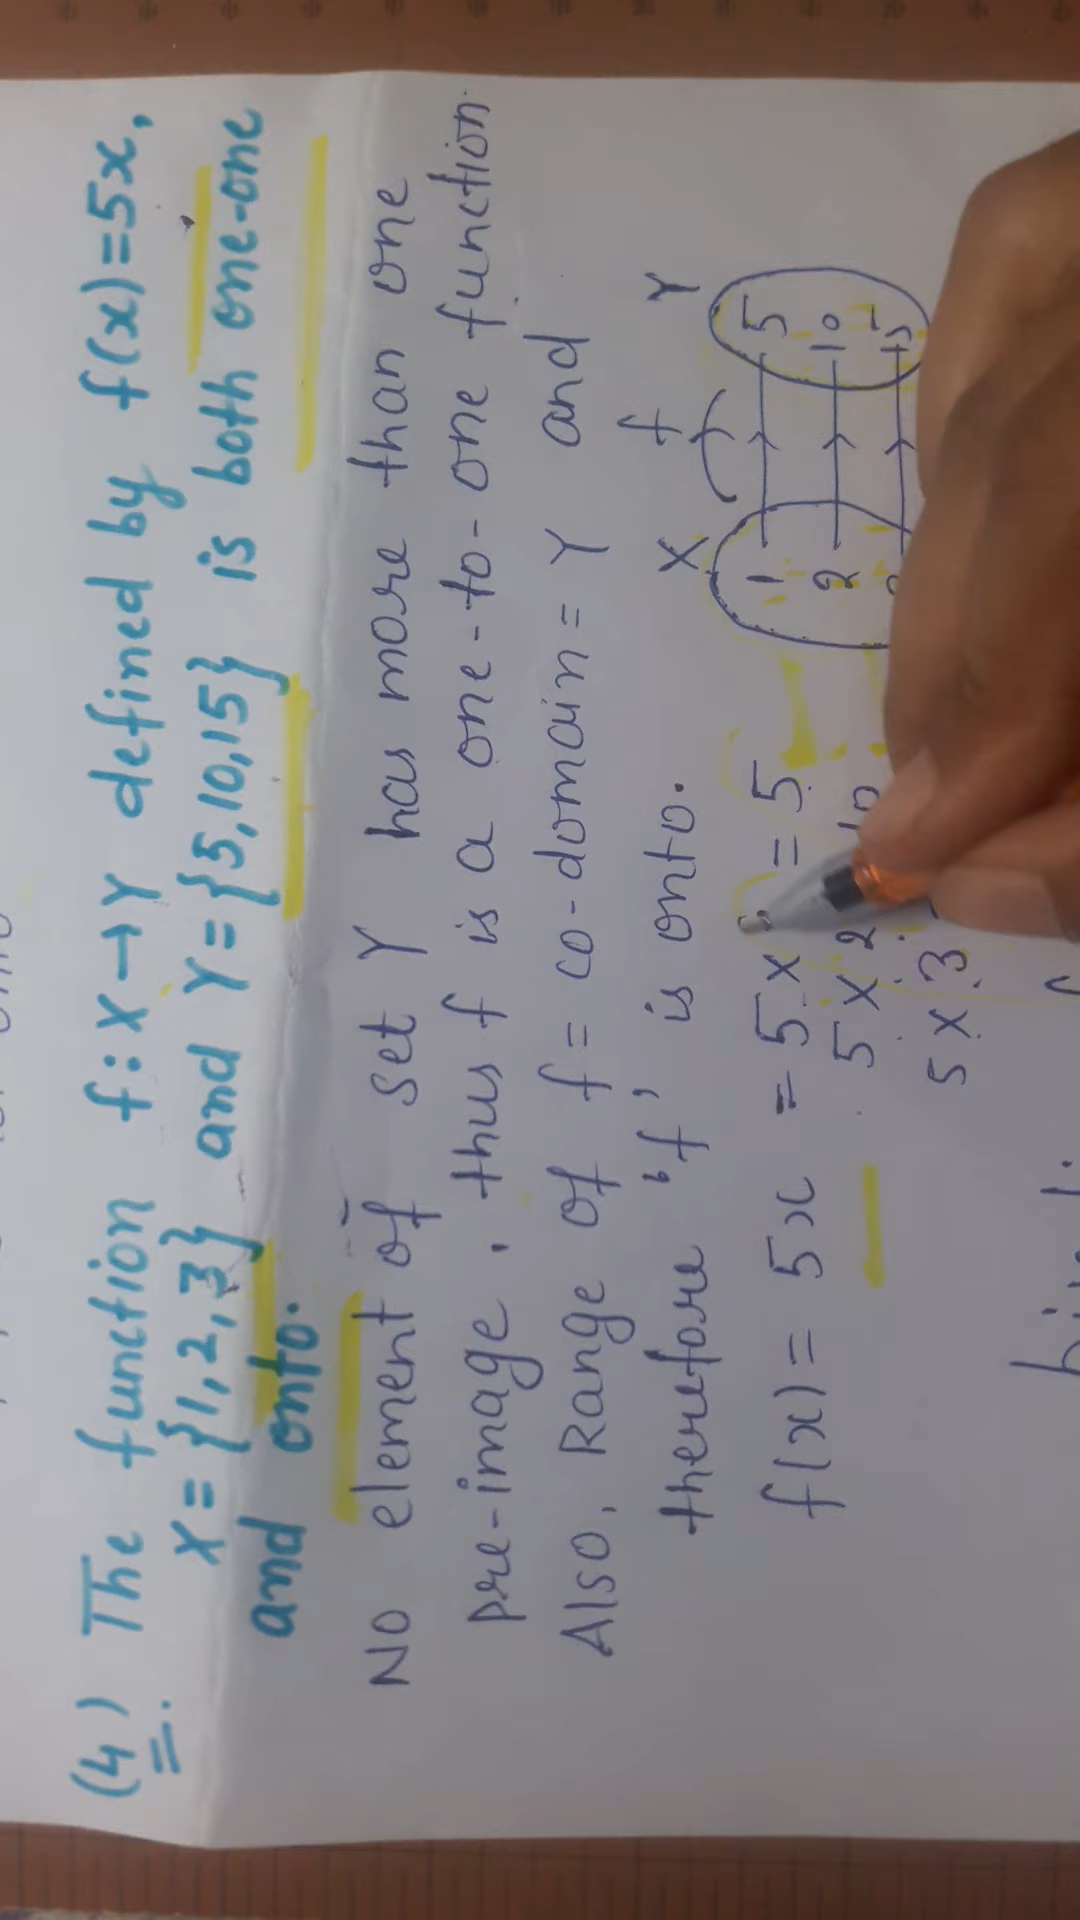 (4) The function f: X→Y defined by f(x)=5x,
X={1,2,3} and Y={5,10,15} is both one-one
and onto.
No element of set Y has more than one
pre-image. thus f is a one-to-one function.
Also, Range of f = co-domain = Y and
therefore 'f' is onto.
X f Y
f(x) = 5x = 5× = 5
5×2 10
5×3
1 5
2 10
15